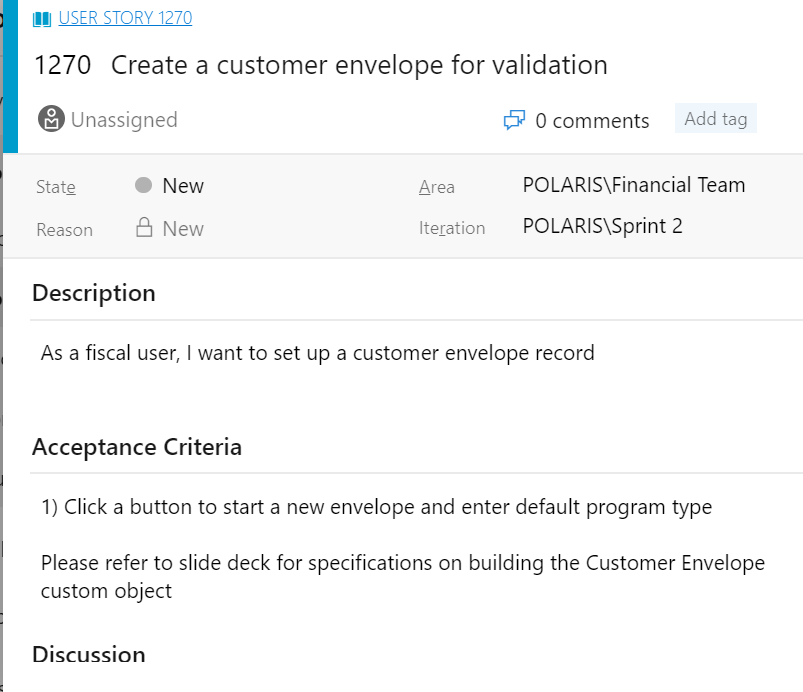 USER STORY 1270
1270 Create a customer envelope for validation
Unassigned
0 comments
Add tag
State
New
Area
POLARIS\Financial Team
Reason
New
Iteration
POLARIS\Sprint 2
Description
As a fiscal user, I want to set up a customer envelope record
Acceptance Criteria
1) Click a button to start a new envelope and enter default program type
Please refer to slide deck for specifications on building the Customer Envelope
custom object
Discussion